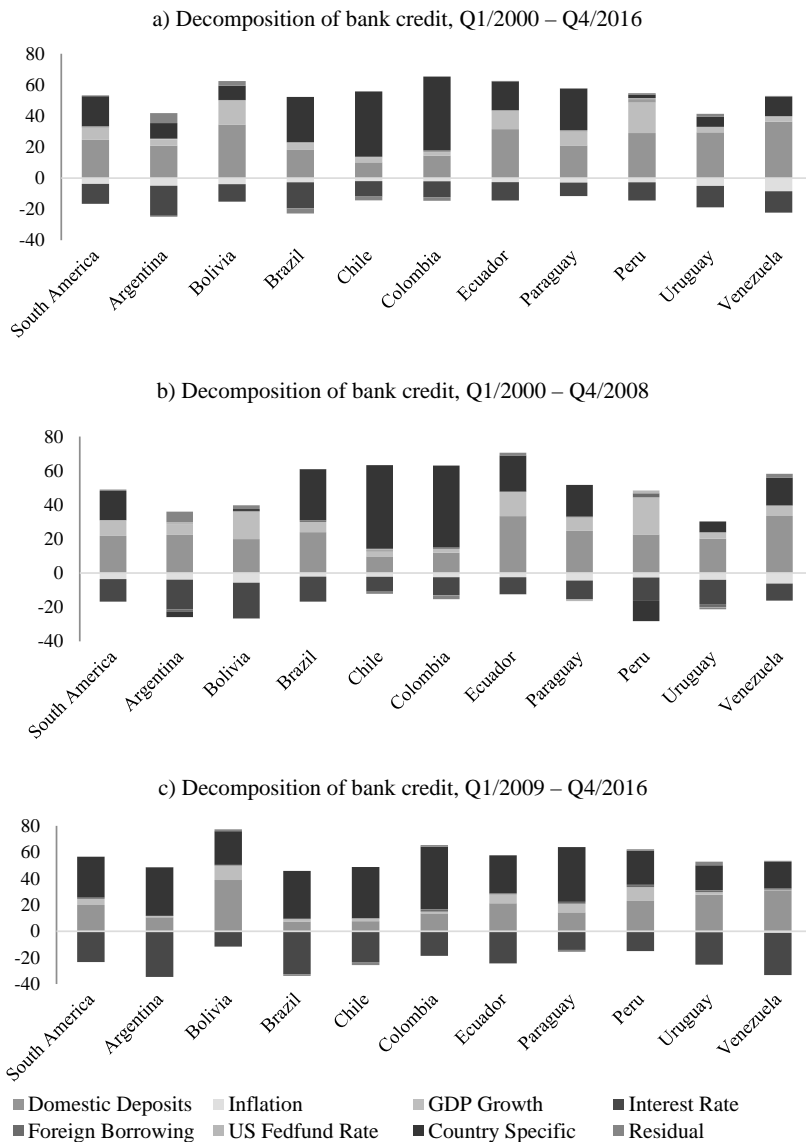 a) Decomposition of bank credit, Q1/2000 – Q4/2016
80
60
40
20
0
-20
-40
South America
Argentina
Bolivia
Brazil
Chile
Colombia
Ecuador
Paraguay
Peru
Uruguay
Venezuela
b) Decomposition of bank credit, Q1/2000 – Q4/2008
80
60
40
20
0
-20
-40
South America
Argentina
Bolivia
Brazil
Chile
Colombia
Ecuador
Paraguay
Peru
Uruguay
Venezuela
c) Decomposition of bank credit, Q1/2009 – Q4/2016
80
60
40
20
0
-20
-40
South America
Argentina
Bolivia
Brazil
Chile
Colombia
Ecuador
Paraguay
Peru
Uruguay
Venezuela
Domestic Deposits Inflation GDP Growth Interest Rate
Foreign Borrowing US Fedfund Rate Country Specific Residual